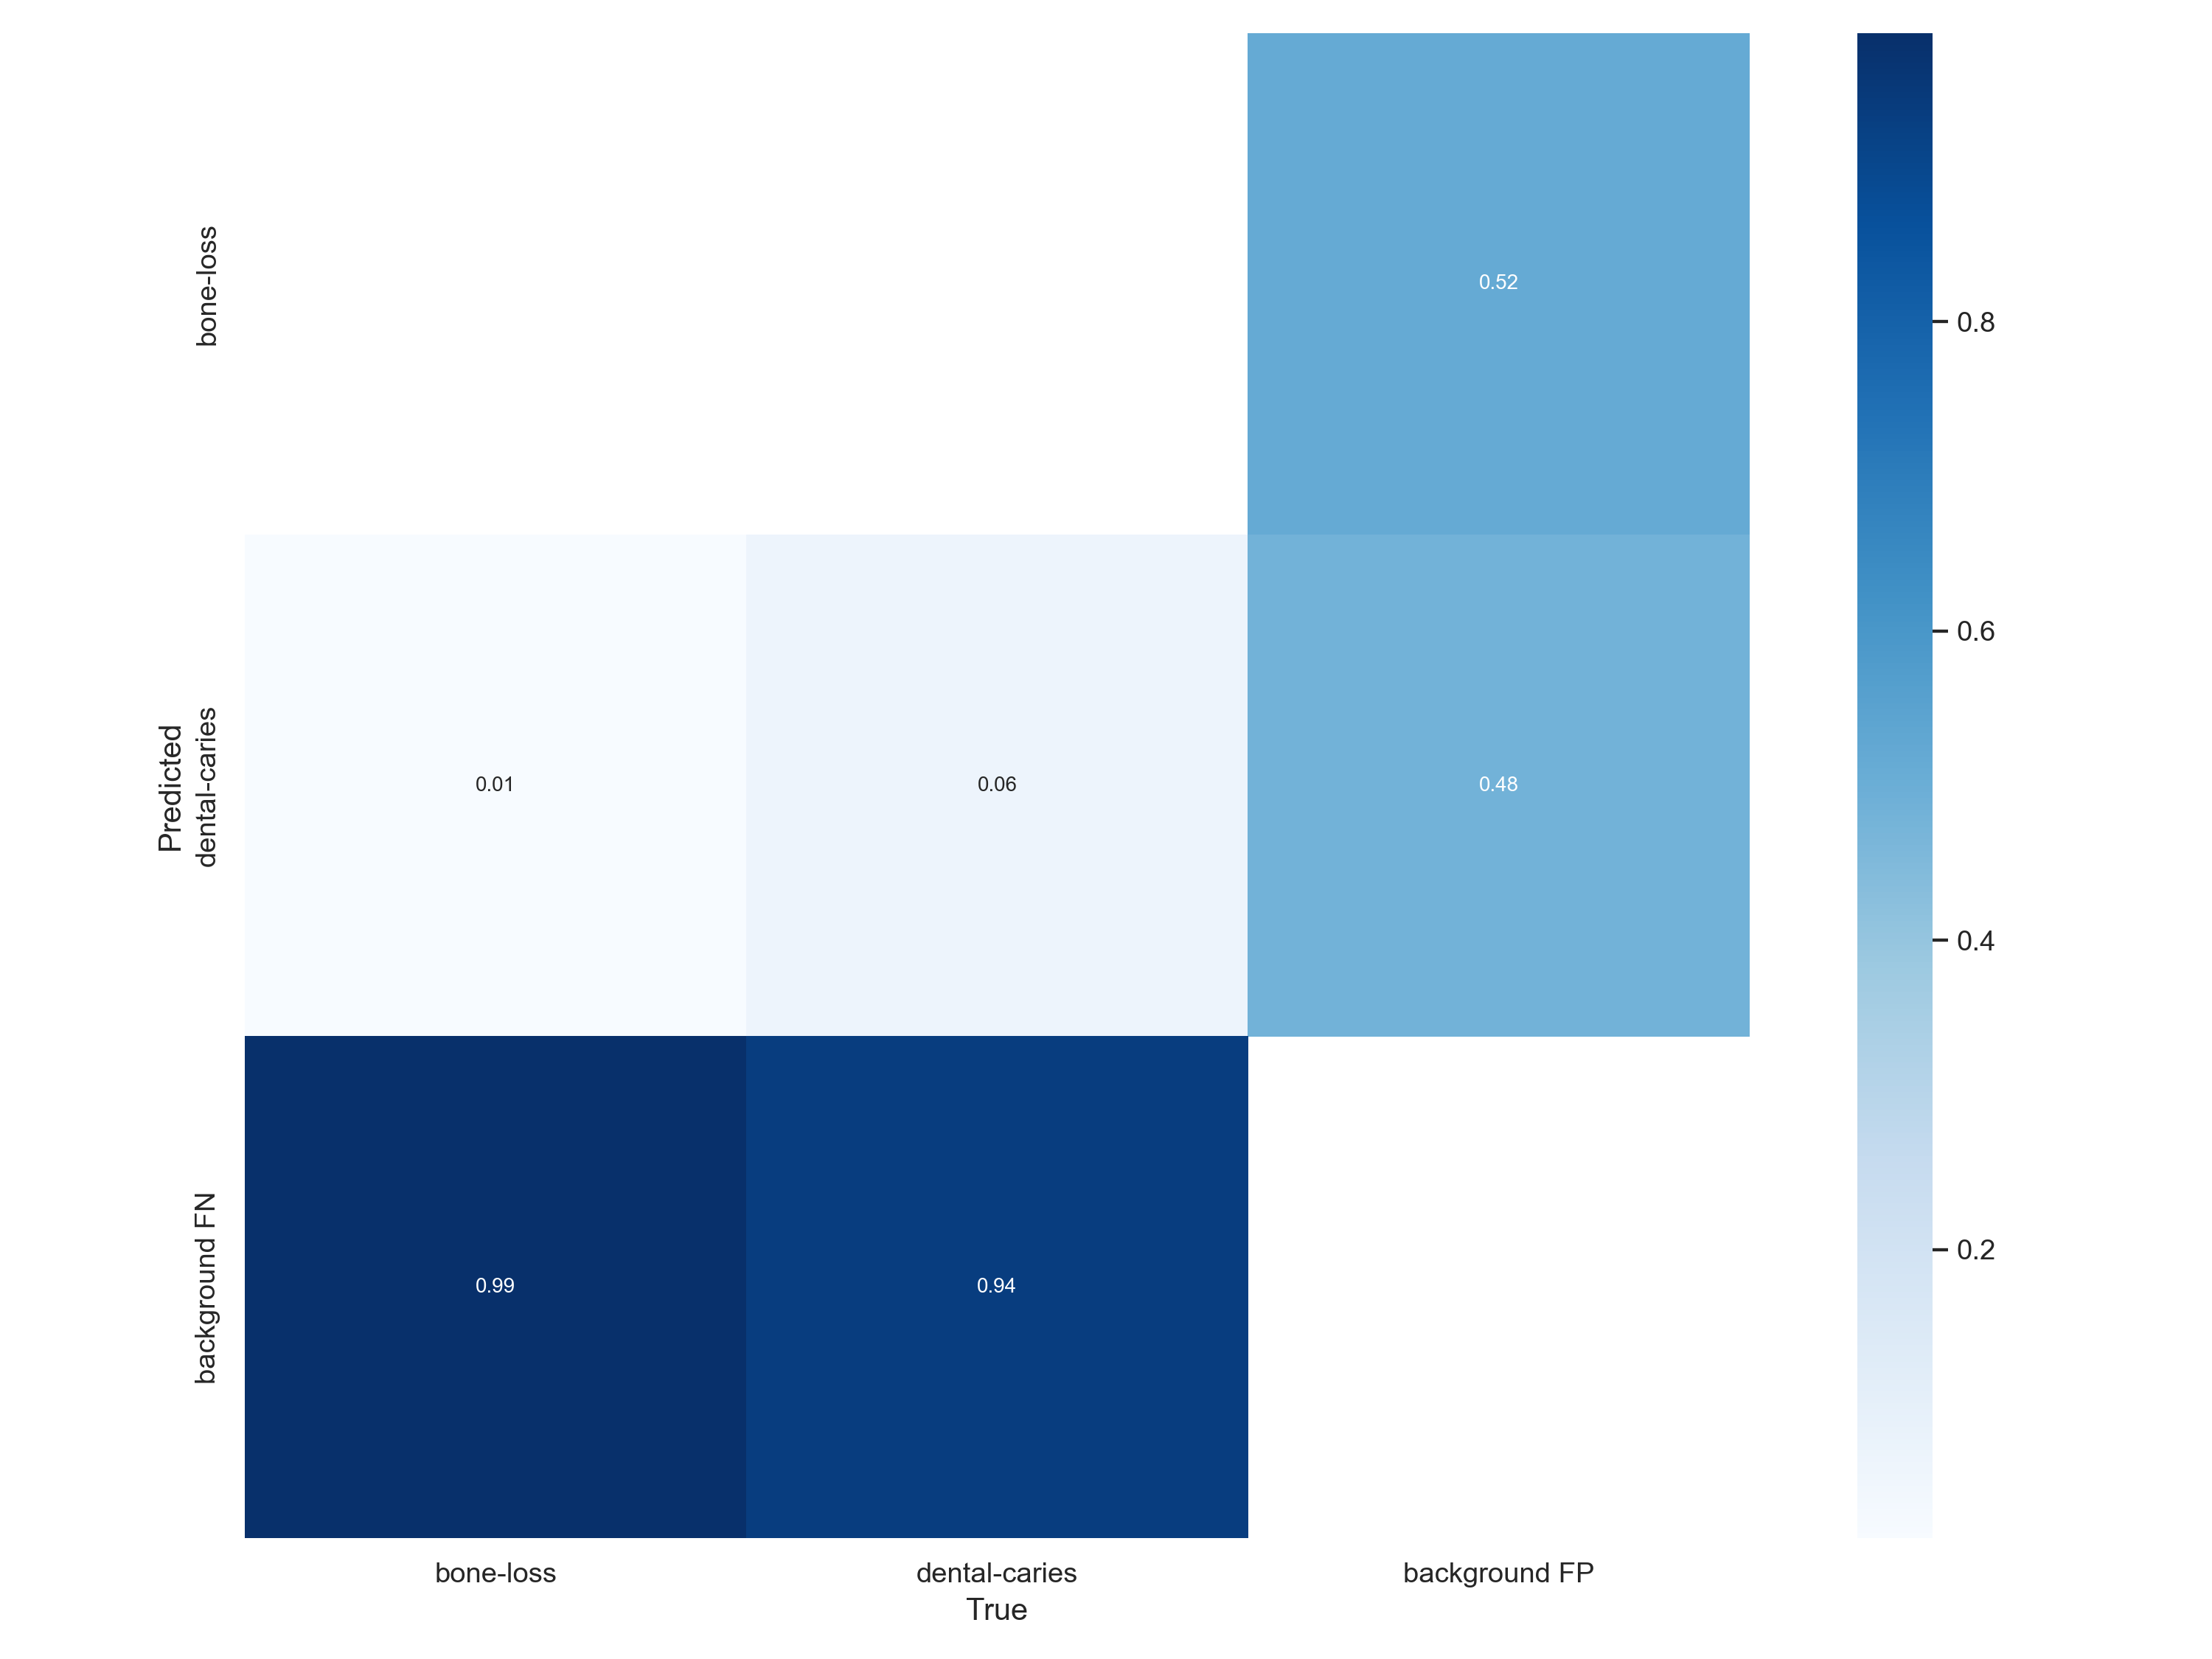 bone-loss
0.52
0.8
0.6
Predicted
dental-caries
0.01 0.06 0.48
0.4
0.2
background FN
0.99 0.94
bone-loss dental-caries background FP
True